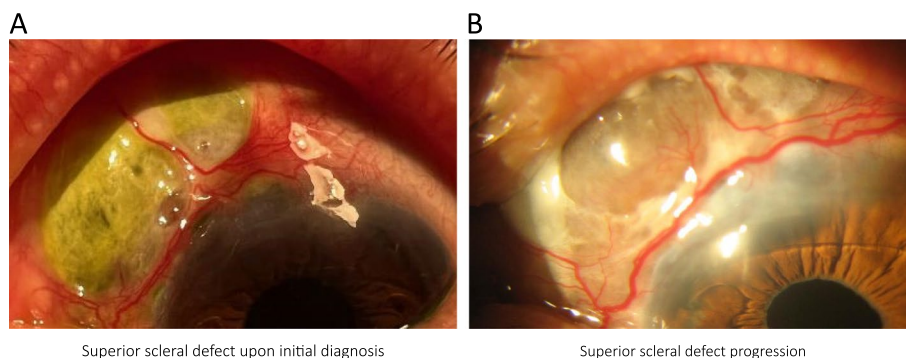 A
B
Superior scleral defect upon initial diagnosis
Superior scleral defect progression